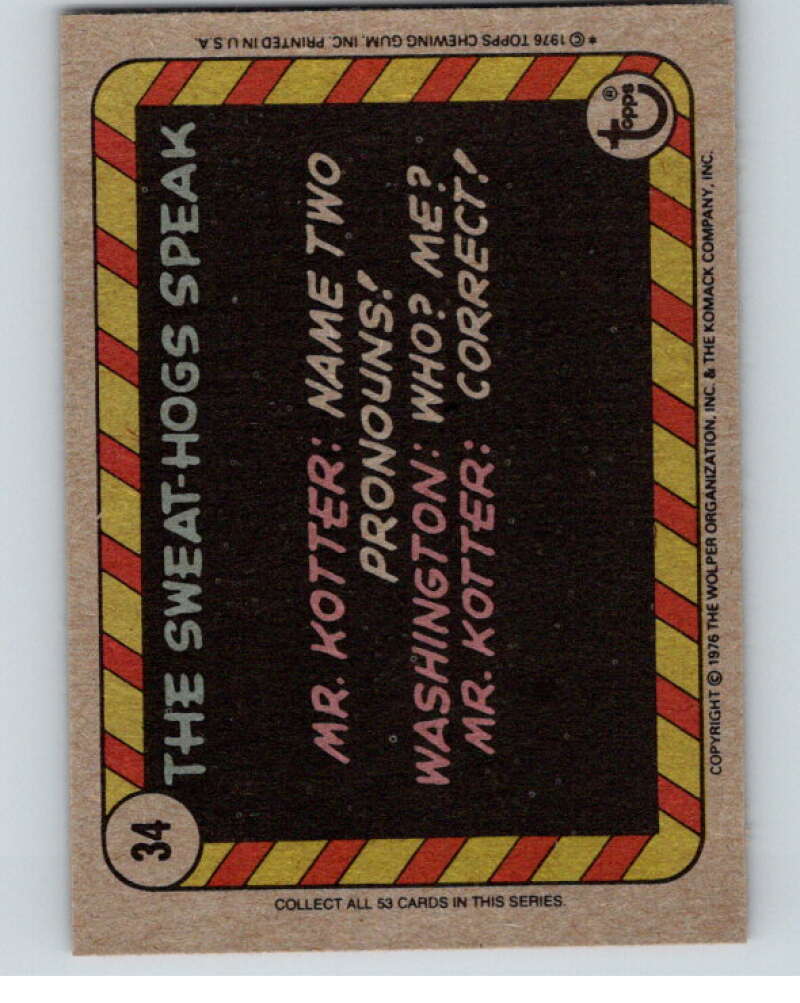 34
THE SWEAT-HOGS SPEAK
MR. KOTTER: NAME TWO
PRONOUNS!
WASHINGTON: WHO? ME?
MR. KOTTER: CORRECT!
topps®
COPYRIGHT © 1976 THE WOLPER ORGANIZATION, INC. & THE KOMACK COMPANY, INC.
COLLECT ALL 53 CARDS IN THIS SERIES.
*© 1976 TOPPS CHEWING GUM, INC. PRINTED IN U.S.A.